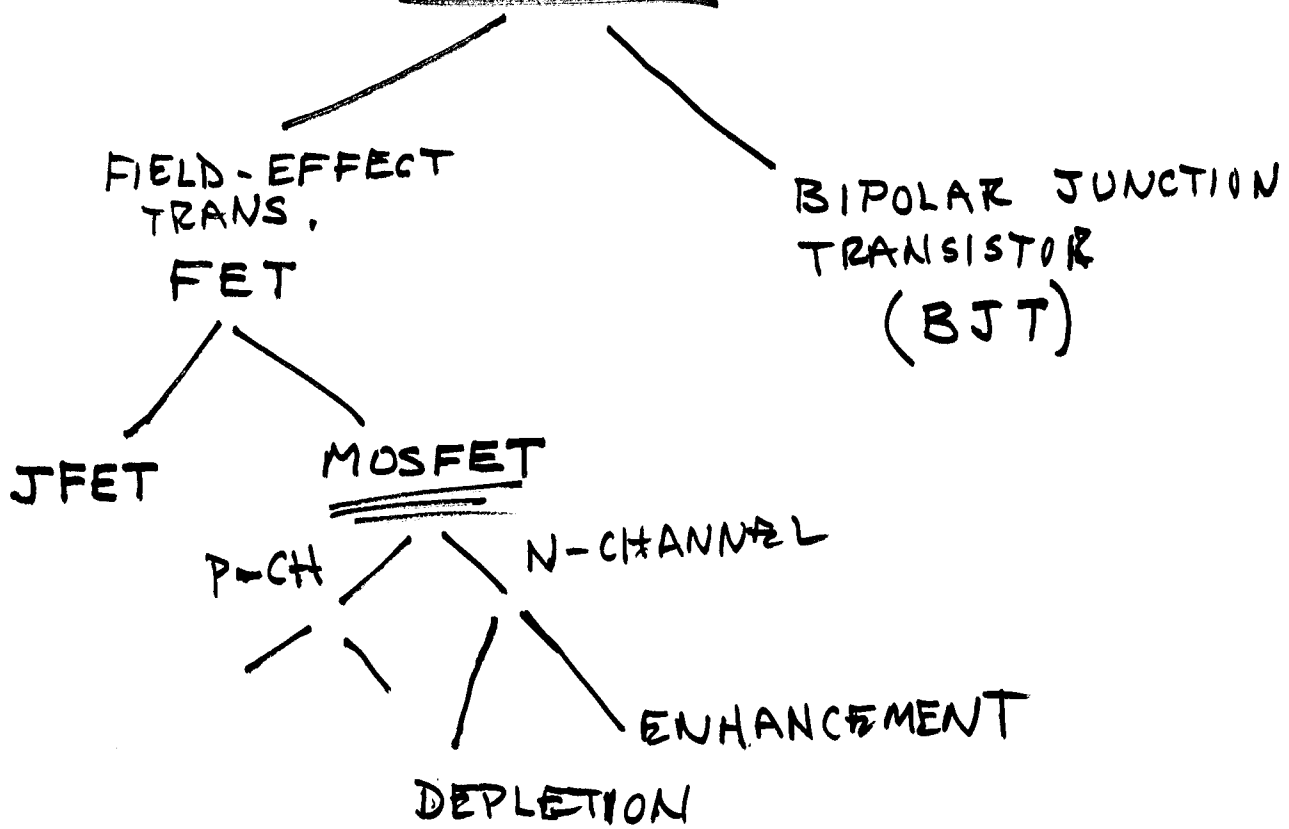 FIELD-EFFECT
TRANS.
FET
BIPOLAR JUNCTION
TRANSISTOR
(BJT)
JFET
MOSFET
P-CH
N-CHANNEL
ENHANCEMENT
DEPLETION